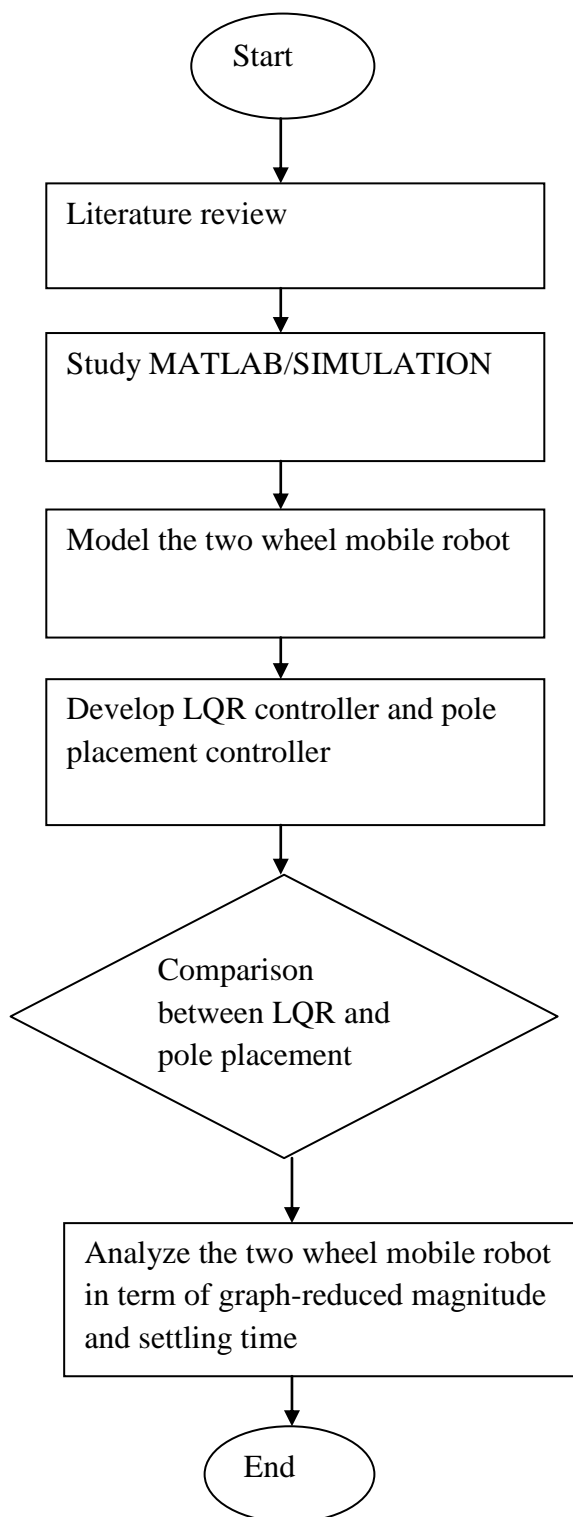 Start
Literature review
Study MATLAB/SIMULATION
Model the two wheel mobile robot
Develop LQR controller and pole
placement controller
Comparison
between LQR and
pole placement
Analyze the two wheel mobile robot
in term of graph-reduced magnitude
and settling time
End